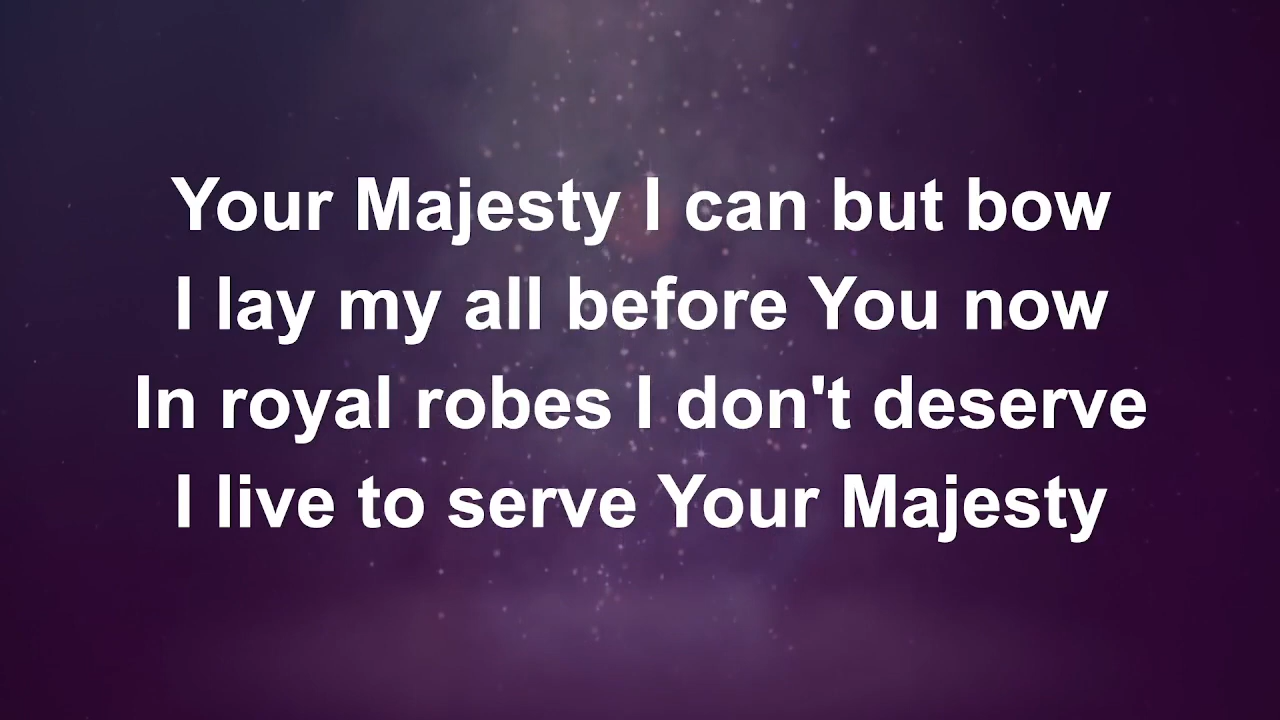 Your Majesty I can but bow
I lay my all before You now
In royal robes I don't deserve
I live to serve Your Majesty